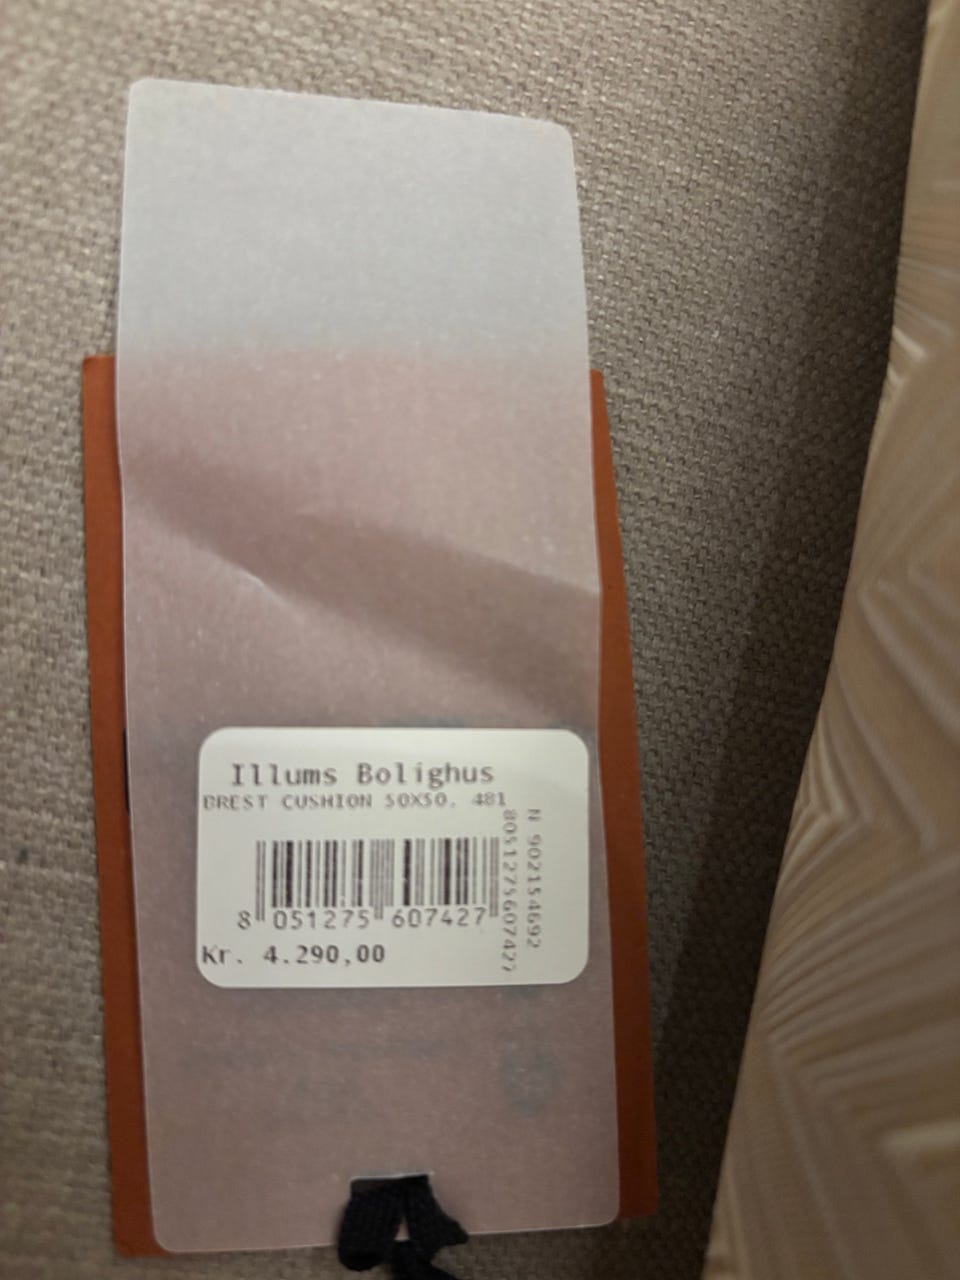 Illums Bolighus
BREST CUSHION 50X50. 481
8 051275 607427
Kr. 4.290,00
N 902154692
8051275607427